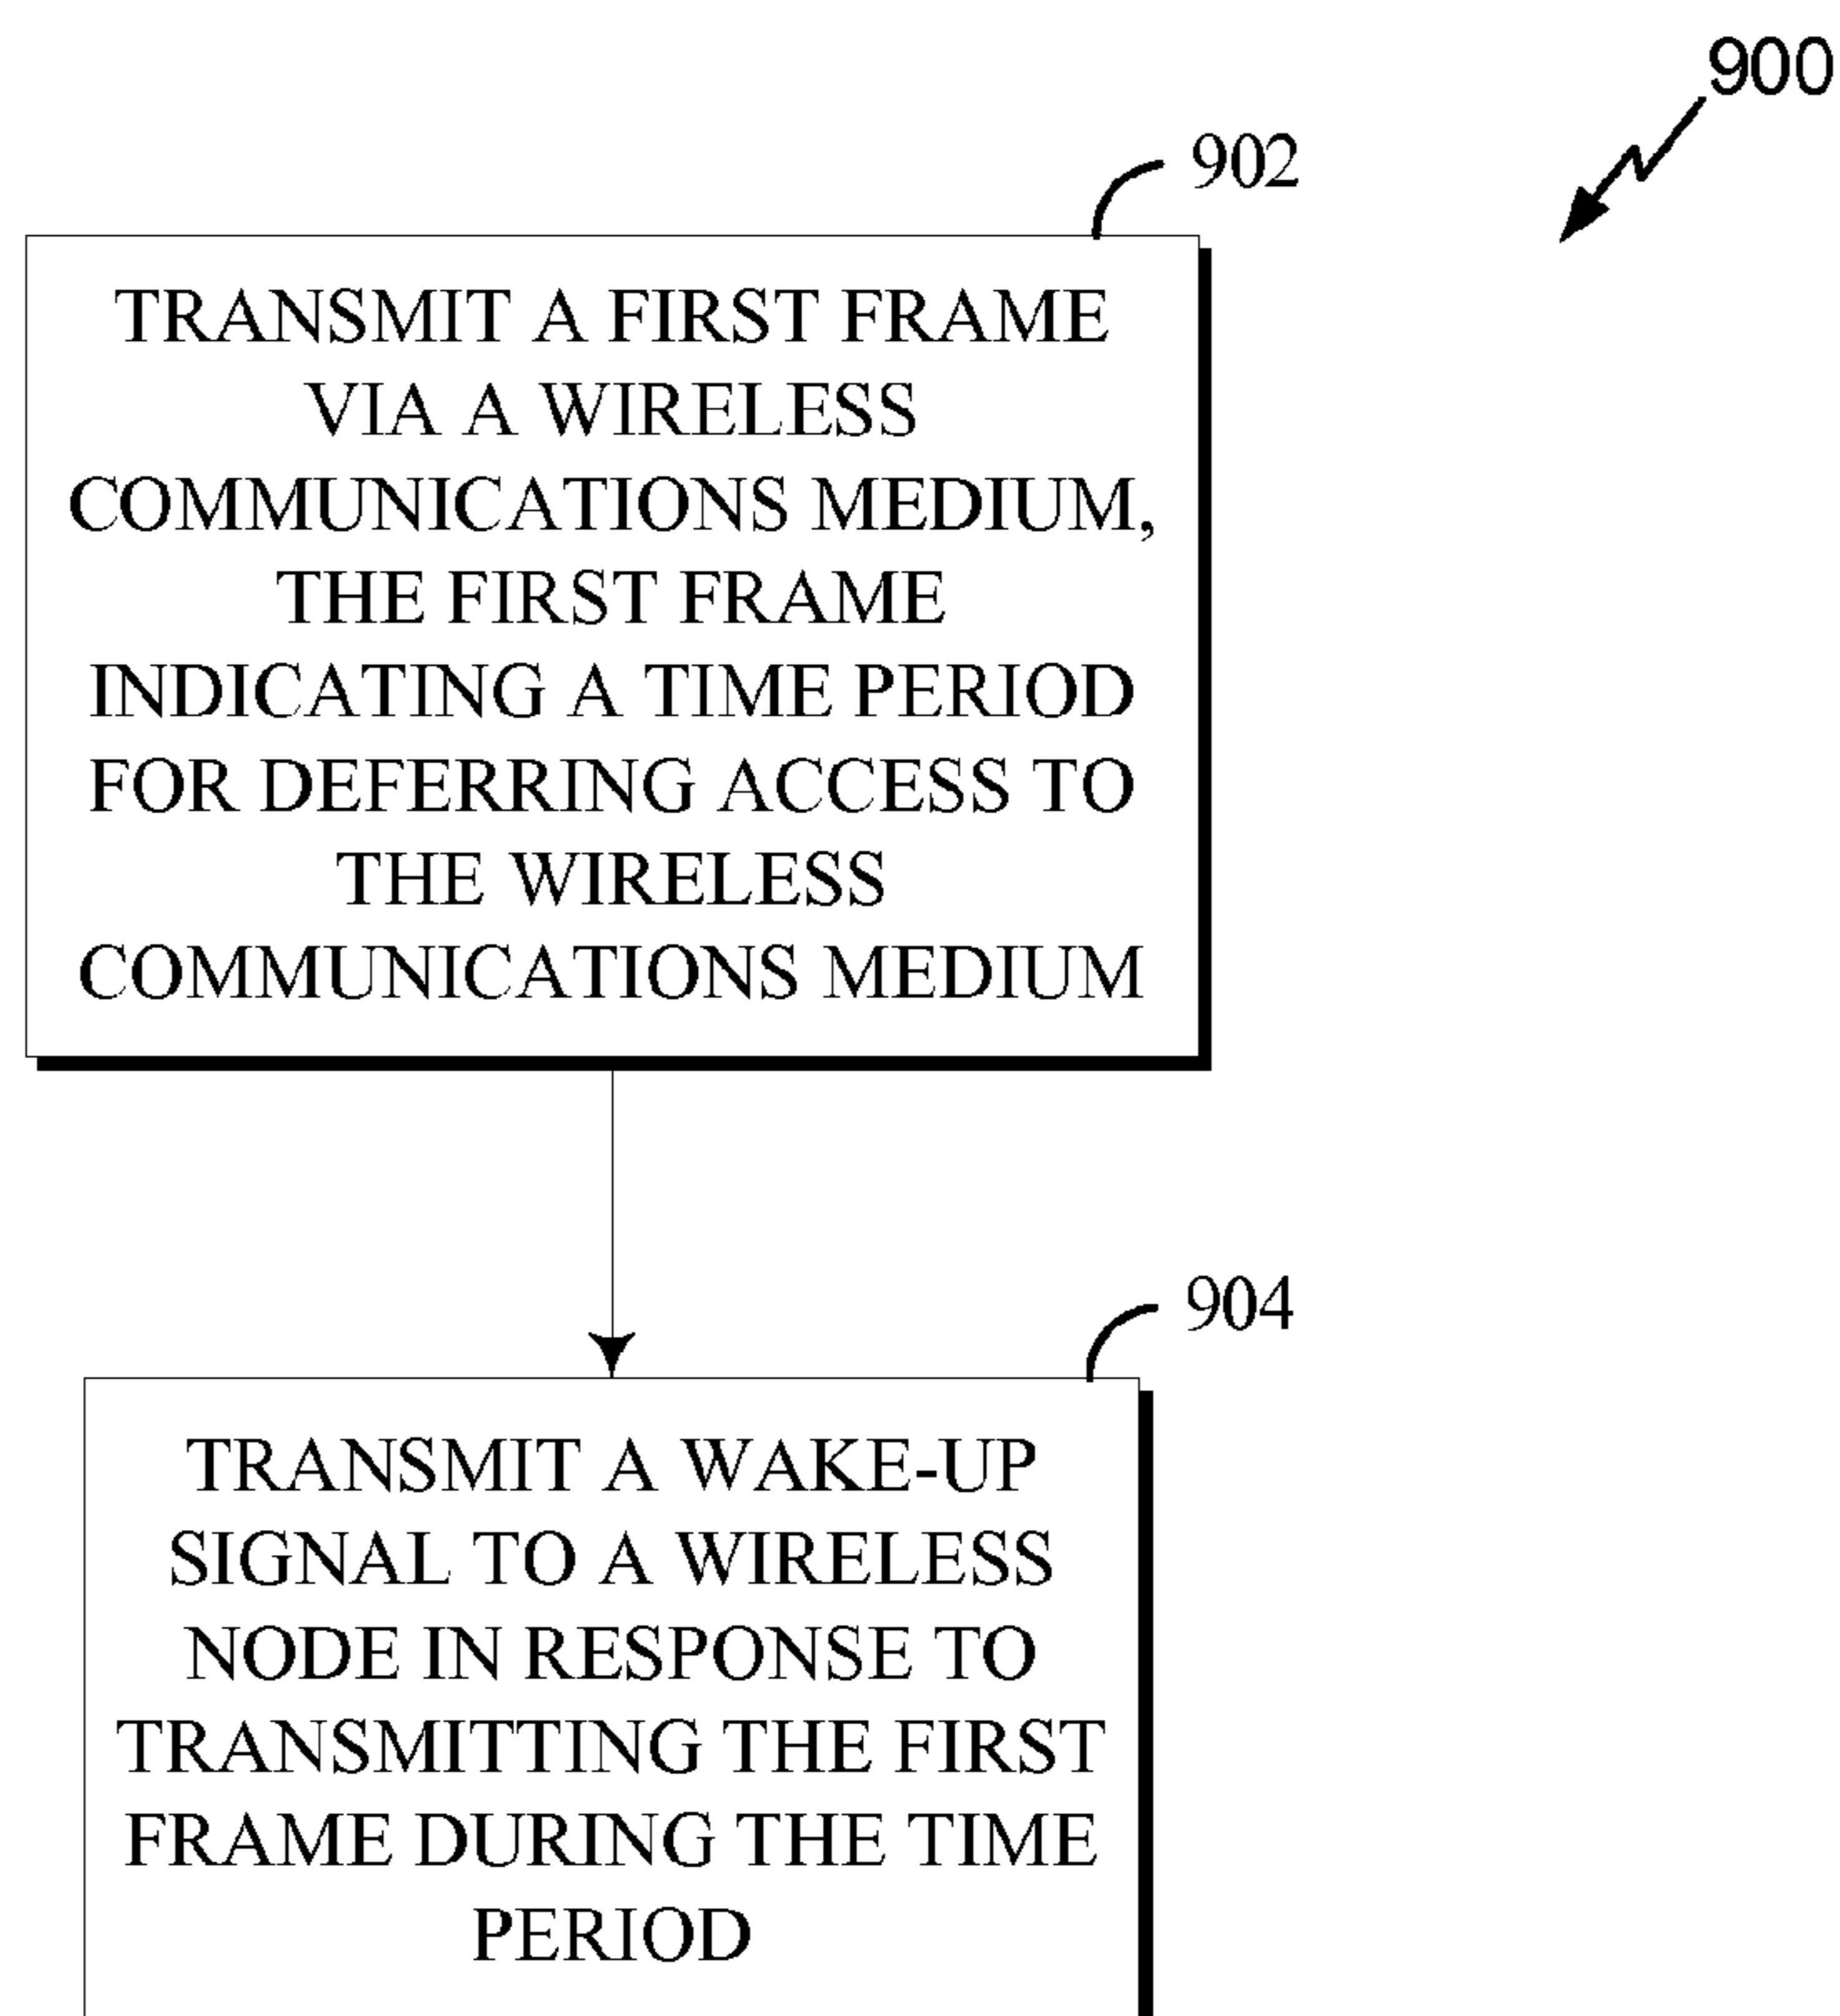 900
902
TRANSMIT A FIRST FRAME
VIA A WIRELESS
COMMUNICATIONS MEDIUM,
THE FIRST FRAME
INDICATING A TIME PERIOD
FOR DEFERRING ACCESS TO
THE WIRELESS
COMMUNICATIONS MEDIUM
904
TRANSMIT A WAKE-UP
SIGNAL TO A WIRELESS
NODE IN RESPONSE TO
TRANSMITTING THE FIRST
FRAME DURING THE TIME
PERIOD